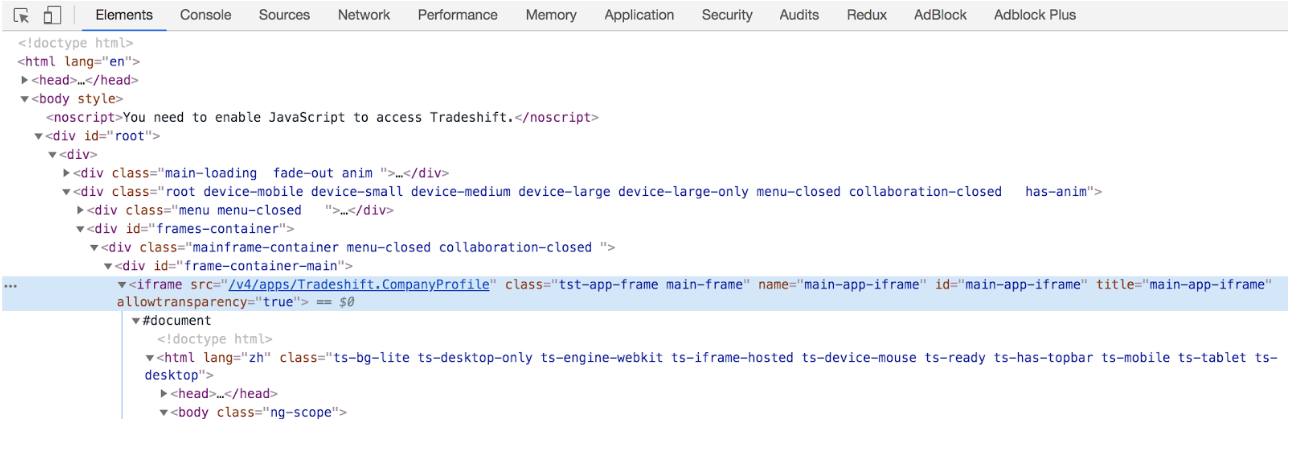 Elements Console Sources Network Performance Memory Application Security Audits Redux AdBlock Adblock Plus
<!doctype html>
<html lang="en">
<head>…</head>
<body style>
<noscript>You need to enable JavaScript to access Tradeshift.</noscript>
<div id="root">
<div>
<div class="main-loading  fade-out anim ">…</div>
<div class="root device-mobile device-small device-medium device-large device-large-only menu-closed collaboration-closed   has-anim">
<div class="menu menu-closed   ">…</div>
<div id="frames-container">
<div class="mainframe-container menu-closed collaboration-closed ">
<div id="frame-container-main">
… <iframe src="/v4/apps/Tradeshift.CompanyProfile" class="tst-app-frame main-frame" name="main-app-iframe" id="main-app-iframe" title="main-app-iframe"
allowtransparency="true"> == $0
#document
<!doctype html>
<html lang="zh" class="ts-bg-lite ts-desktop-only ts-engine-webkit ts-iframe-hosted ts-device-mouse ts-ready ts-has-topbar ts-mobile ts-tablet ts-
desktop">
<head>…</head>
<body class="ng-scope">